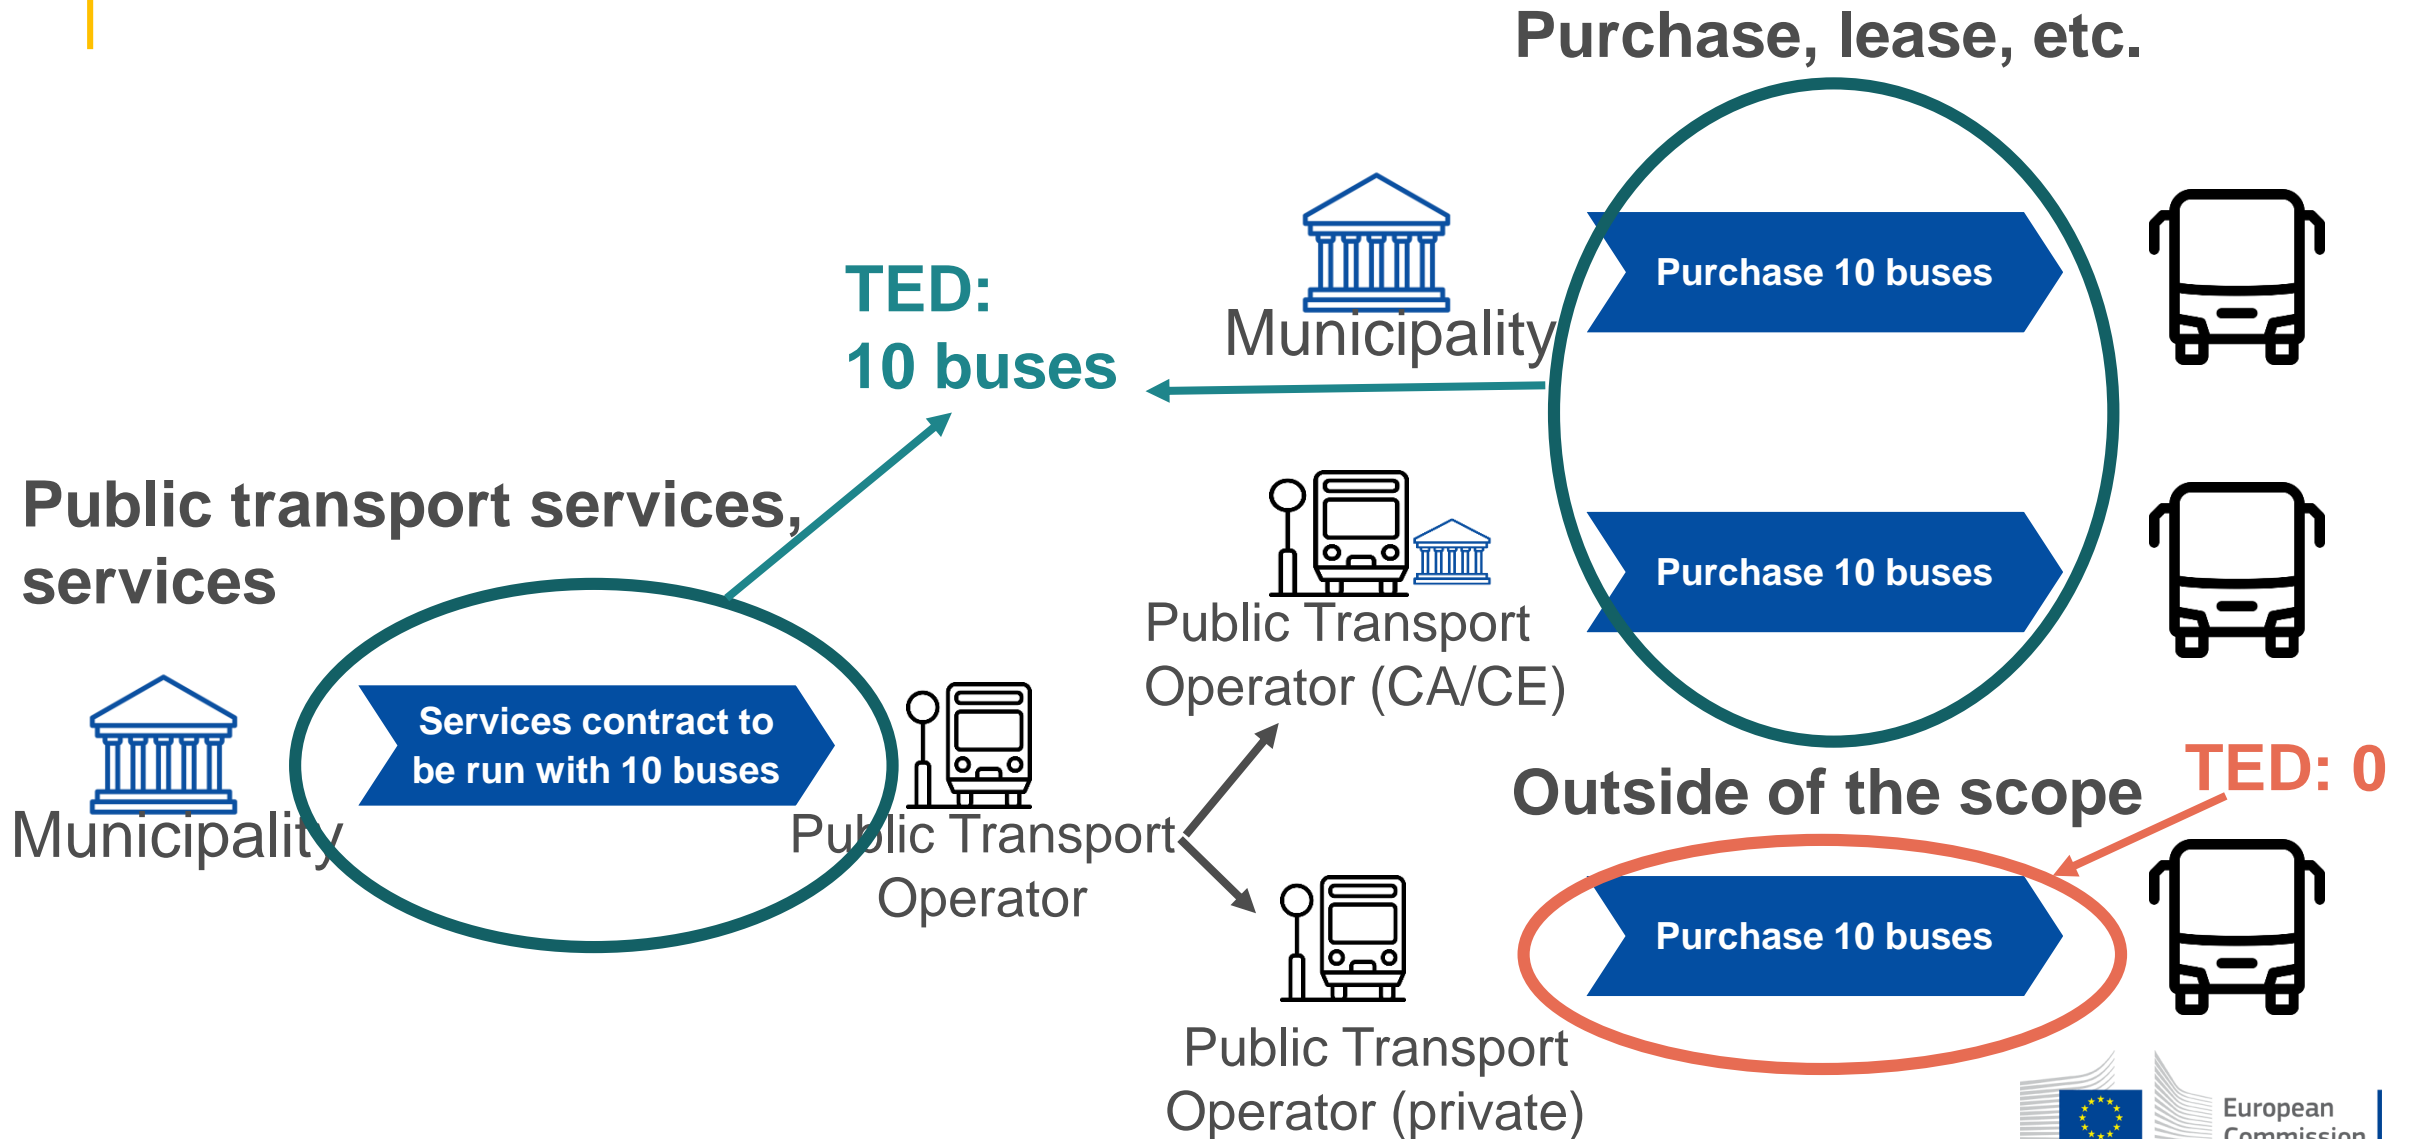 Purchase, lease, etc.
Purchase 10 buses
TED:
10 buses
Municipality
Public transport services,
services
Purchase 10 buses
Public Transport
Operator (CA/CE)
Services contract to
be run with 10 buses
Municipality
Public Transport
Operator
Outside of the scope
TED: 0
Purchase 10 buses
Public Transport
Operator (private)
European
Commission